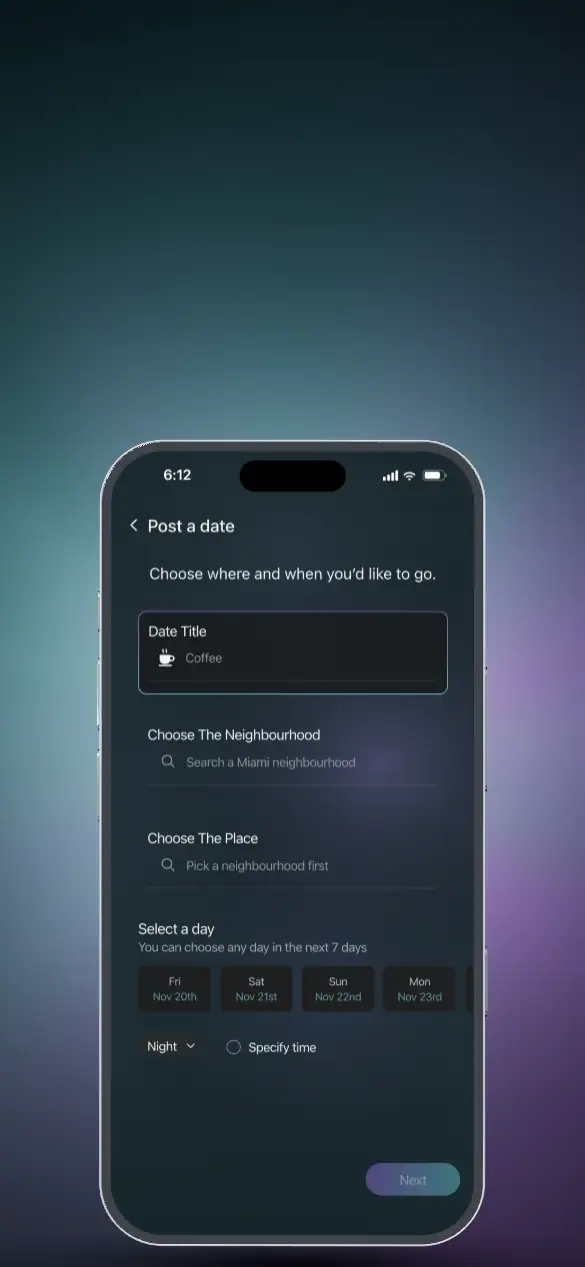 6:12
Post a date
Choose where and when you'd like to go.
Date Title
Coffee
Choose The Neighbourhood
Search a Miami neighbourhood
Choose The Place
Pick a neighbourhood first
Select a day
You can choose any day in the next 7 days
Fri Sat Sun Mon
Nov 20th Nov 21st Nov 22nd Nov 23rd
Night Specify time
Next